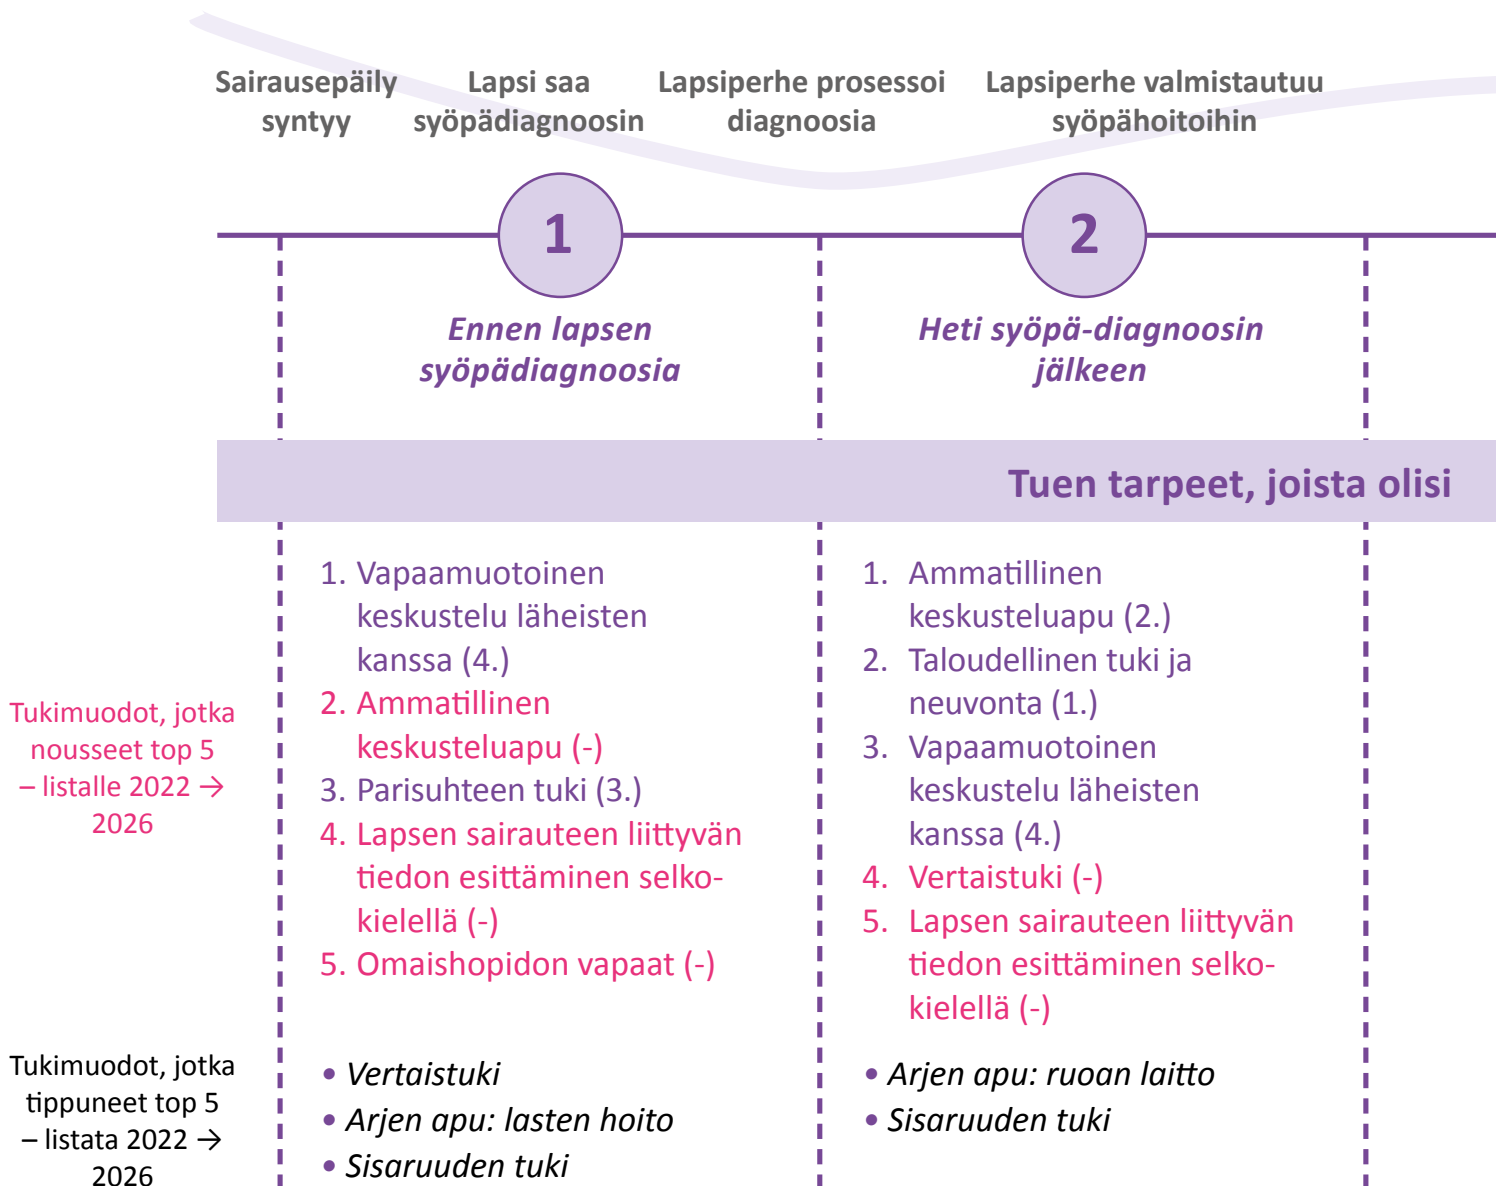 Sairausepäily
syntyy
Lapsi saa
syöpädiagnoosin
Lapsiperhe prosessoi
diagnoosia
Lapsiperhe valmistautuu
syöpähoitoihin
1
2
Ennen lapsen
syöpädiagnoosia
Heti syöpä-diagnoosin
jälkeen
Tuen tarpeet, joista olisi
Tukimuodot, jotka
nousseet top 5
– listalle 2022 →
2026
1. Vapaamuotoinen
keskustelu läheisten
kanssa (4.)
2. Ammatillinen
keskusteluapu (-)
3. Parisuhteen tuki (3.)
4. Lapsen sairauteen liittyvän
tiedon esittäminen selko-
kielellä (-)
5. Omaishopidon vapaat (-)
1. Ammatillinen
keskusteluapu (2.)
2. Taloudellinen tuki ja
neuvonta (1.)
3. Vapaamuotoinen
keskustelu läheisten
kanssa (4.)
4. Vertaistuki (-)
5. Lapsen sairauteen liittyvän
tiedon esittäminen selko-
kielellä (-)
Tukimuodot, jotka
tippuneet top 5
– listata 2022 →
2026
• Vertaistuki
• Arjen apu: lasten hoito
• Sisaruuden tuki
• Arjen apu: ruoan laitto
• Sisaruuden tuki